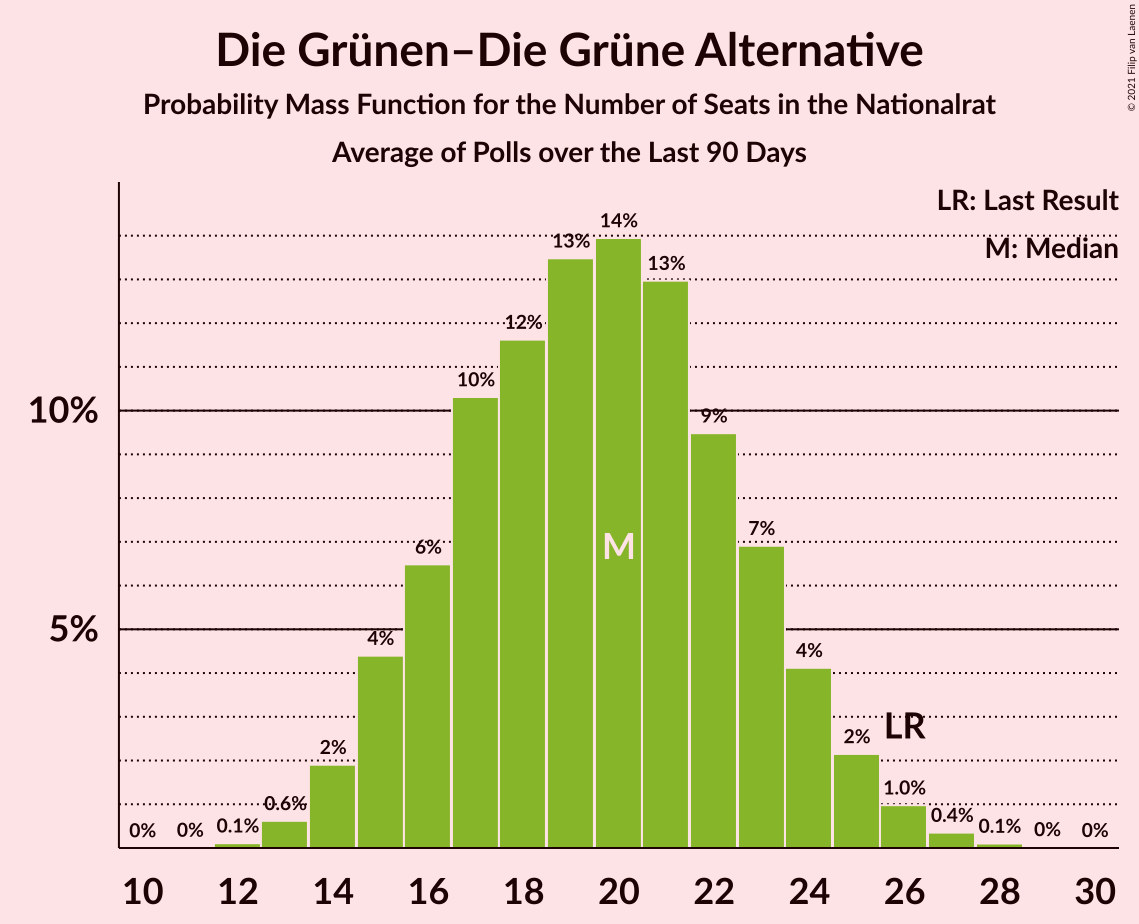 Die Grünen–Die Grüne Alternative
Probability Mass Function for the Number of Seats in the Nationalrat
Average of Polls over the Last 90 Days
© 2021 Filip van Laenen
LR: Last Result
M: Median
14%
13%
13%
12%
10%
10%
9%
7%
6%
M
5%
4%
4%
2%
2%
LR
1.0%
0.6%
0.4%
0%
0%
0.1%
0.1%
0%
0%
10 12 14 16 18 20 22 24 26 28 30